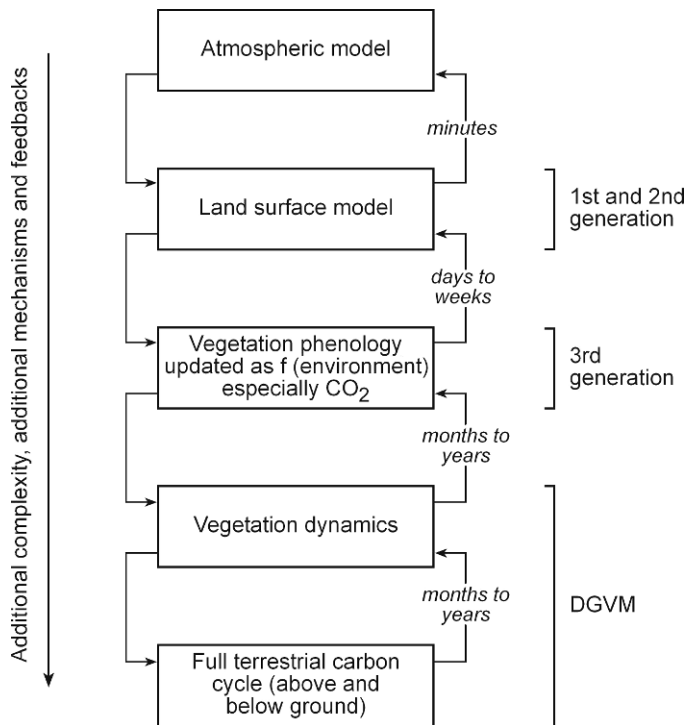 Additional complexity, additional mechanisms and feedbacks
Atmospheric model
minutes
Land surface model
1st and 2nd
generation
days to
weeks
Vegetation phenology
updated as f (environment)
especially CO₂
3rd
generation
months to
years
Vegetation dynamics
months to
years
DGVM
Full terrestrial carbon
cycle (above and
below ground)